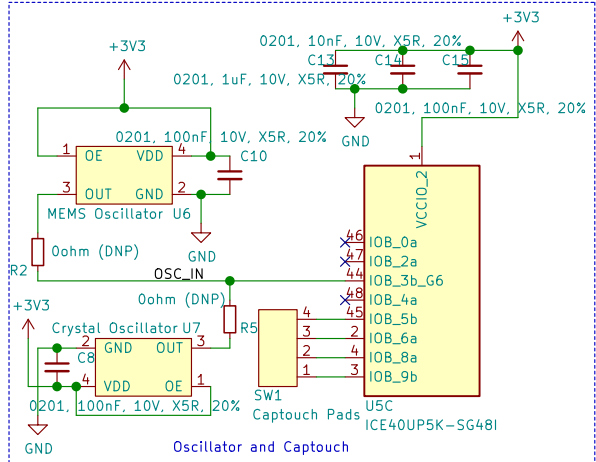 +3V3
0201, 10nF, 10V, X5R, 20%
+3V3
C13
C14
C15
0201, 1uF, 10V, X5R, 20%
0201, 100nF, 10V, X5R, 20%
GND
0201, 100nF, 10V, X5R, 20%
C10
1
OE
VDD
4
3
OUT
GND
2
MEMS Oscillator U6
GND
1
VCCIO_2
46
IOB_0a
47
IOB_2a
44
IOB_3b_G6
48
IOB_4a
45
IOB_5b
2
IOB_6a
4
IOB_8a
3
IOB_9b
0ohm (DNP)
R2
OSC_IN
0ohm (DNP)
R5
+3V3
Crystal Oscillator U7
2
GND
OUT
3
C8
4
VDD
OE
1
0201, 100nF, 10V, X5R, 20%
GND
4
3
2
1
SW1
Captouch Pads
U5C
ICE40UP5K-SG48I
Oscillator and Captouch